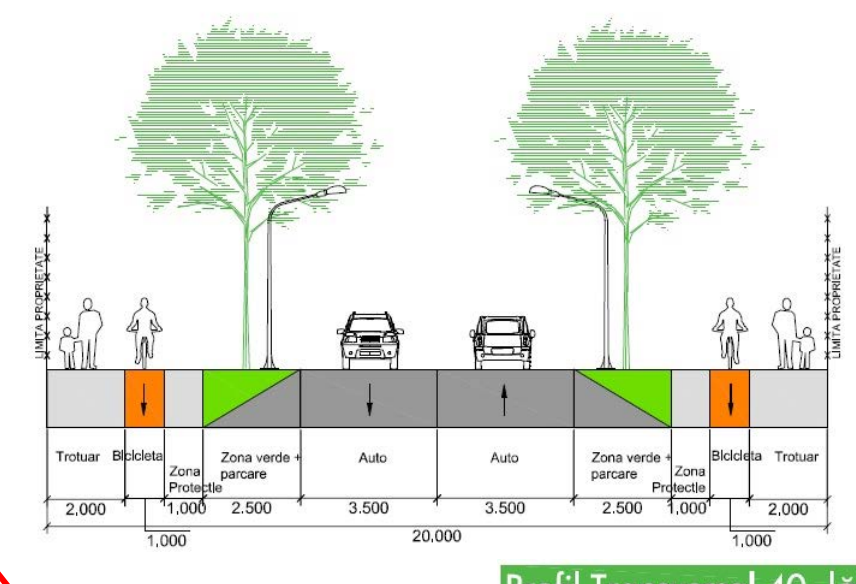 LIMITA PROPRIETATE
LIMITA PROPRIETATE
Trotuar
Bicicleta
Zona
Protectie
Zona verde +
parcare
Auto
Auto
Zona verde +
parcare
Zona
Protectie
Bicicleta
Trotuar
2,000
1,000
2.500
3.500
3.500
2.500
1,000
2,000
1,000
20,000
1,000